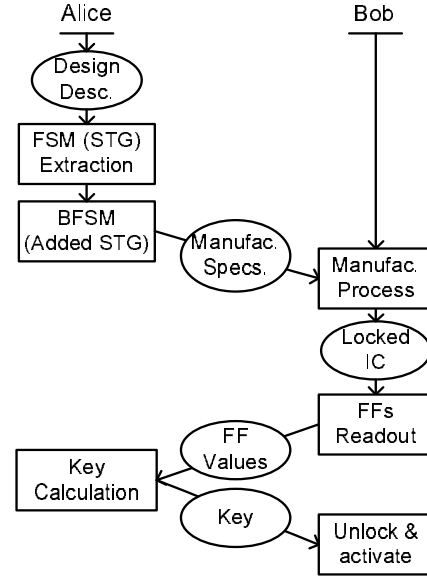 Alice
Bob
Design
Desc.
FSM (STG)
Extraction
BFSM
(Added STG)
Manufac.
Specs.
Manufac.
Process
Locked
IC
FFs
Readout
FF
Values
Key
Calculation
Key
Unlock &
activate